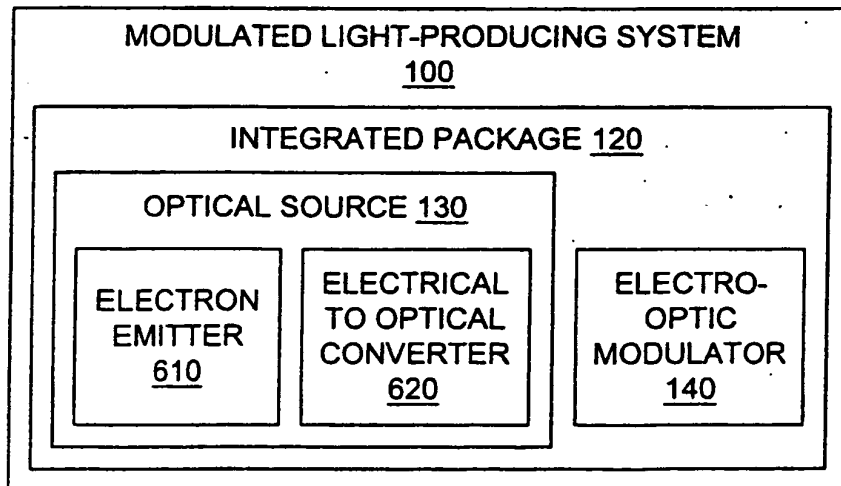 MODULATED LIGHT-PRODUCING SYSTEM
100
INTEGRATED PACKAGE 120
OPTICAL SOURCE 130
ELECTRON
EMITTER
610
ELECTRICAL
TO OPTICAL
CONVERTER
620
ELECTRO-
OPTIC
MODULATOR
140